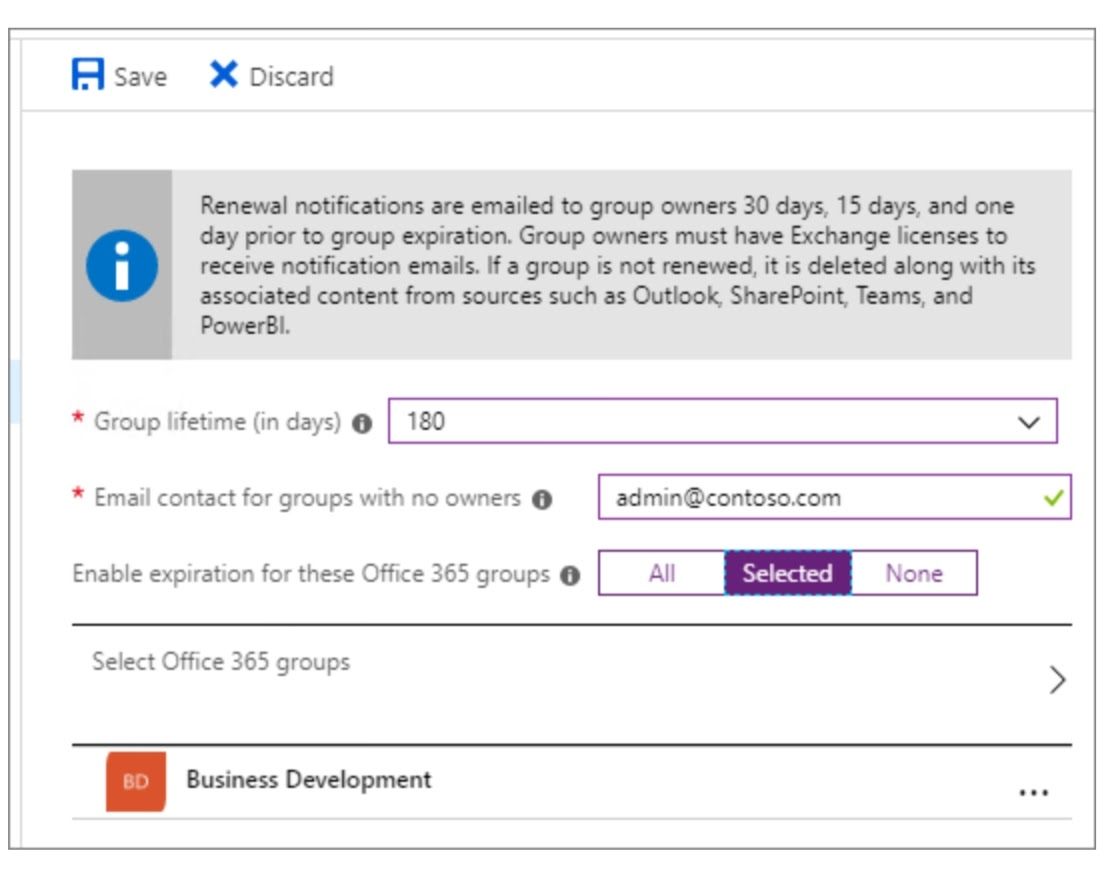 Save Discard
Renewal notifications are emailed to group owners 30 days, 15 days, and one
day prior to group expiration. Group owners must have Exchange licenses to
receive notification emails. If a group is not renewed, it is deleted along with its
associated content from sources such as Outlook, SharePoint, Teams, and
PowerBI.
* Group lifetime (in days) 180
* Email contact for groups with no owners admin@contoso.com
Enable expiration for these Office 365 groups All Selected None
Select Office 365 groups
BD Business Development ...